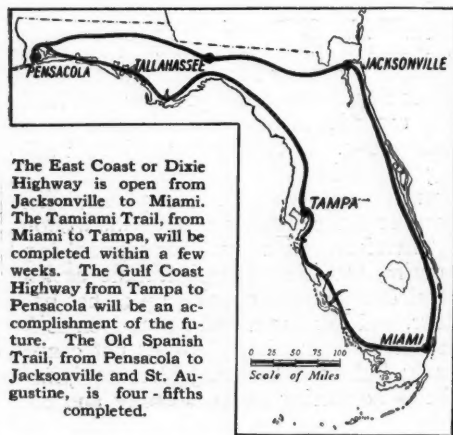 PENSACOLA
TALLAHASSEE
JACKSONVILLE
The East Coast or Dixie
Highway is open from
Jacksonville to Miami.
The Tamiami Trail, from
Miami to Tampa, will be
completed within a few
weeks. The Gulf Coast
Highway from Tampa to
Pensacola will be an ac-
complishment of the fu-
ture. The Old Spanish
Trail, from Pensacola to
Jacksonville and St. Au-
gustine, is four-fifths
completed.
TAMPA
MIAMI
0 25 50 75 100
Scale of Miles